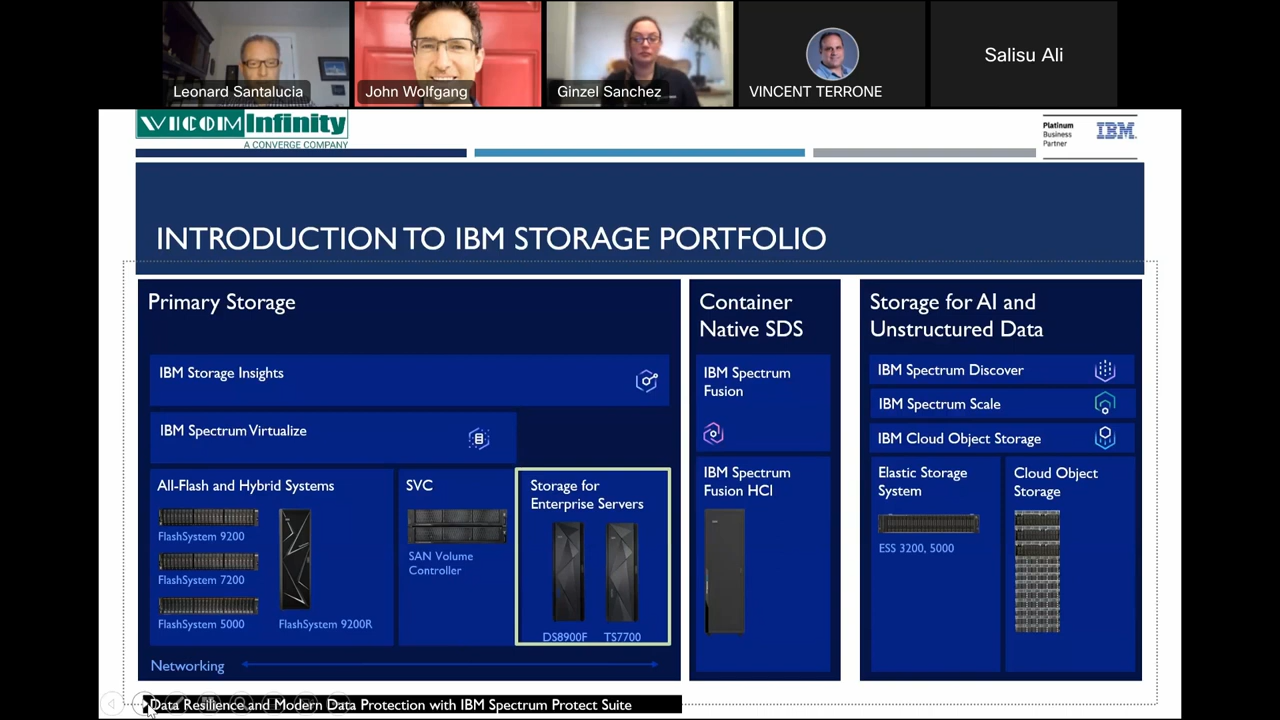 Leonard Santalucia
John Wolfgang
Ginzel Sanchez
VINCENT TERRONE
Salisu Ali
VICOM Infinity
A CONVERGE COMPANY
Platinum
Business
Partner
IBM.
INTRODUCTION TO IBM STORAGE PORTFOLIO
Primary Storage
IBM Storage Insights
IBM Spectrum Virtualize
All-Flash and Hybrid Systems
FlashSystem 9200
FlashSystem 7200
FlashSystem 5000
FlashSystem 9200R
SVC
SAN Volume
Controller
Storage for
Enterprise Servers
DS8900F
TS7700
Networking
Container
Native SDS
IBM Spectrum
Fusion
IBM Spectrum
Fusion HCI
Storage for AI and
Unstructured Data
IBM Spectrum Discover
IBM Spectrum Scale
IBM Cloud Object Storage
Elastic Storage
System
ESS 3200, 5000
Cloud Object
Storage
Data Resilience and Modern Data Protection with IBM Spectrum Protect Suite